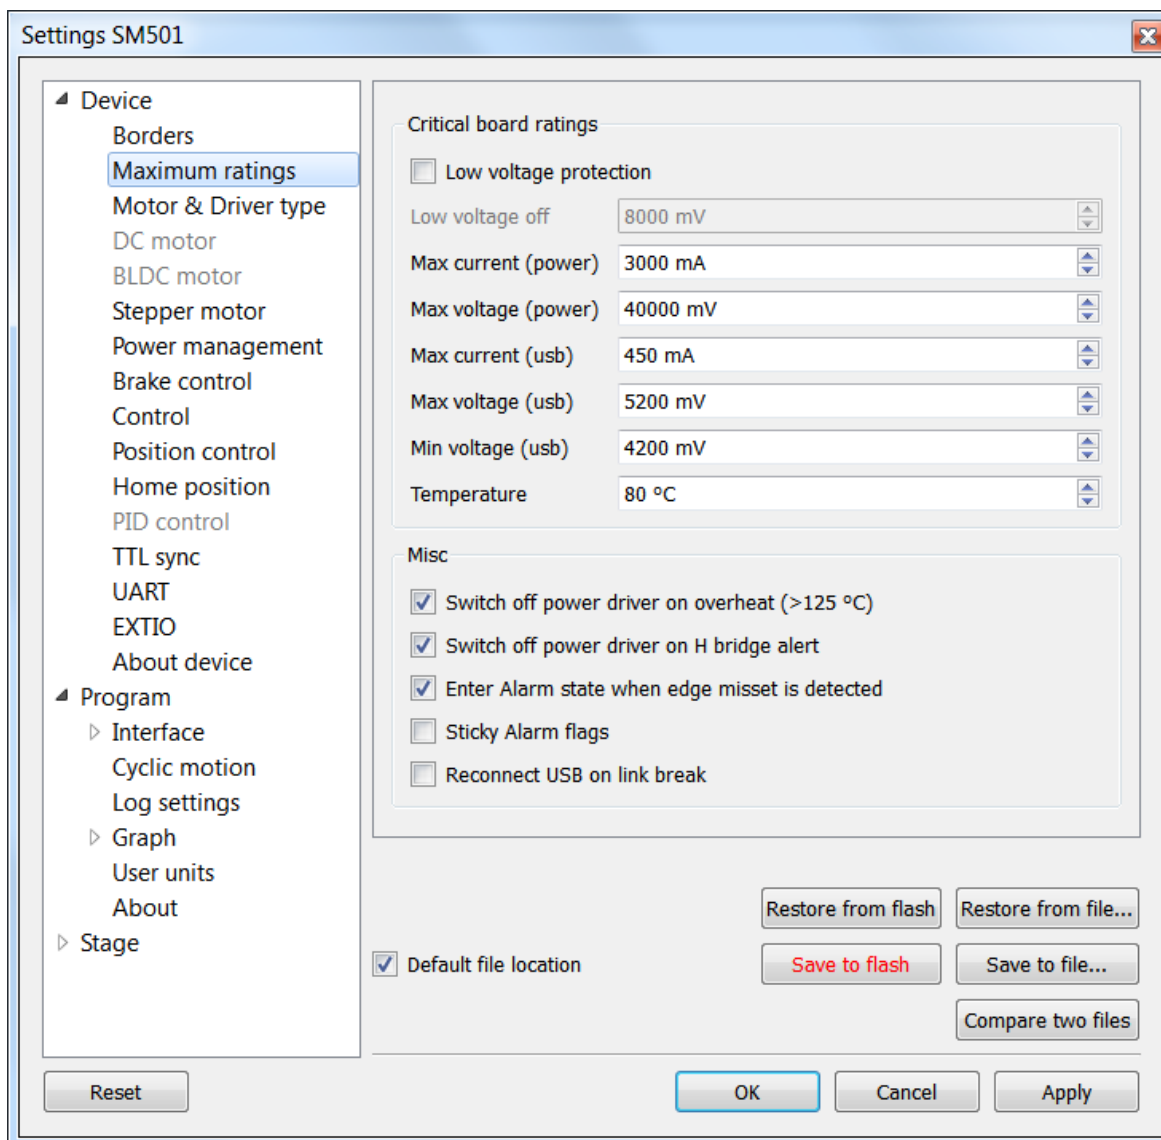 Settings SM501
Device
Borders
Maximum ratings
Motor & Driver type
DC motor
BLDC motor
Stepper motor
Power management
Brake control
Control
Position control
Home position
PID control
TTL sync
UART
EXTIO
About device
Program
Interface
Cyclic motion
Log settings
Graph
User units
About
Stage
Critical board ratings
Low voltage protection
Low voltage off 8000 mV
Max current (power) 3000 mA
Max voltage (power) 40000 mV
Max current (usb) 450 mA
Max voltage (usb) 5200 mV
Min voltage (usb) 4200 mV
Temperature 80 ºC
Misc
Switch off power driver on overheat (>125 ºC)
Switch off power driver on H bridge alert
Enter Alarm state when edge misset is detected
Sticky Alarm flags
Reconnect USB on link break
Restore from flash Restore from file...
Default file location Save to flash Save to file...
Compare two files
Reset OK Cancel Apply